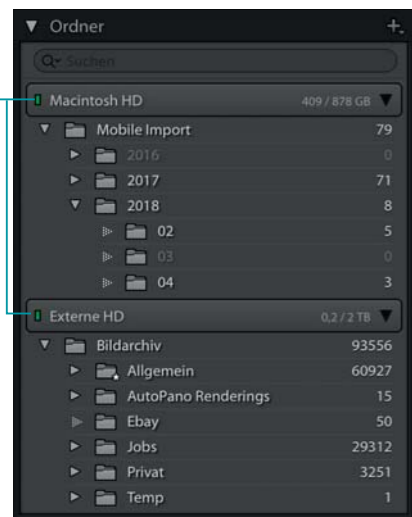 Ordner
Suchen
Macintosh HD 409 / 878 GB
Mobile Import 79
2016 0
2017 71
2018 8
02 5
03 0
04 3
Externe HD 0,2 / 2 TB
Bildarchiv 93556
Allgemein 60927
AutoPano Renderings 15
Ebay 50
Jobs 29312
Privat 3251
Temp 1